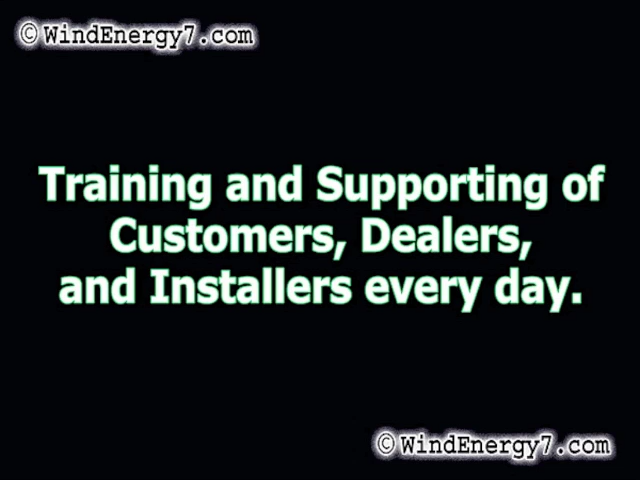 © WindEnergy7.com
Training and Supporting of
Customers, Dealers,
and Installers every day.
© WindEnergy7.com